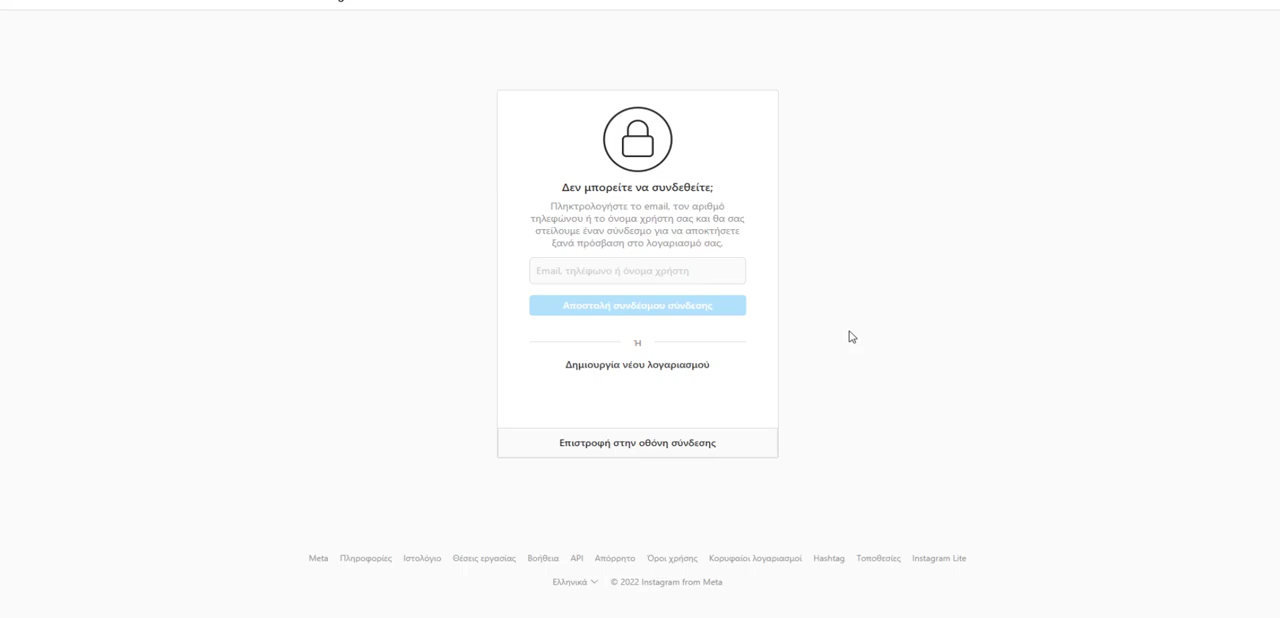 Δεν μπορείτε να συνδεθείτε;
Πληκτρολογήστε το email, τον αριθμό
τηλεφώνου ή το όνομα χρήστη σας και θα σας
στείλουμε έναν σύνδεσμο για να αποκτήσετε
ξανά πρόσβαση στο λογαριασμό σας.
Email, τηλέφωνο ή όνομα χρήστη
Αποστολή συνδέσμου σύνδεσης
Ή
Δημιουργία νέου λογαριασμού
Επιστροφή στην οθόνη σύνδεσης
Meta Πληροφορίες Ιστολόγιο Θέσεις εργασίας Βοήθεια API Απόρρητο Όροι χρήσης Κορυφαίοι λογαριασμοί Hashtag Τοποθεσίες Instagram Lite
Ελληνικά © 2022 Instagram from Meta